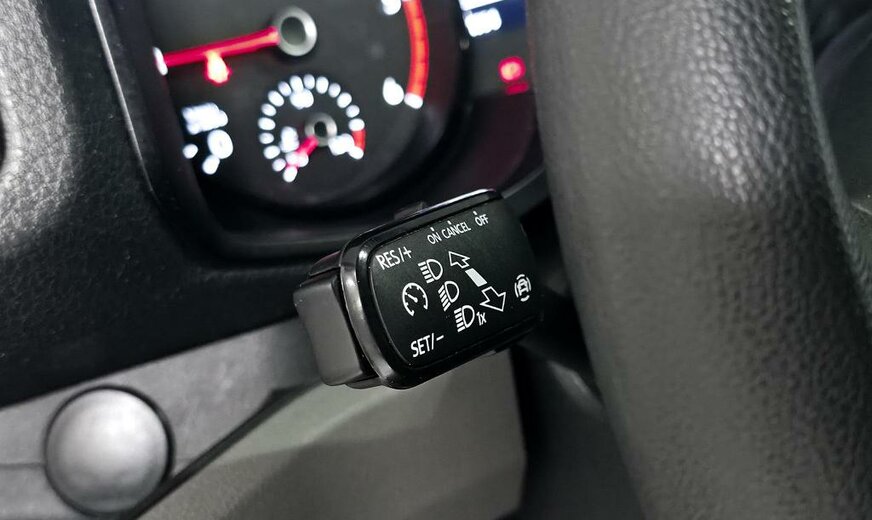 ON CANCEL OFF
RES/+
1x
SET/–